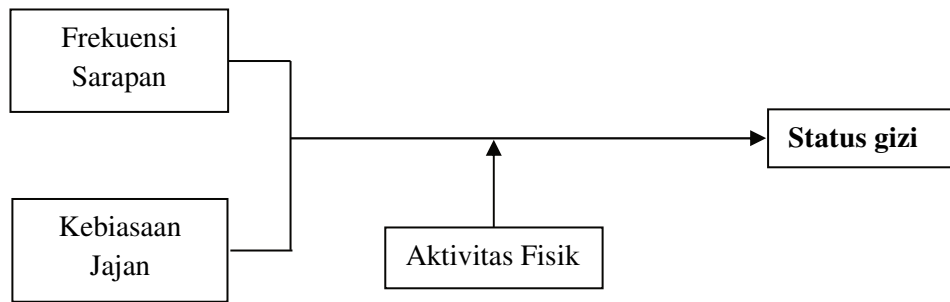 Frekuensi
Sarapan
Status gizi
Kebiasaan
Jajan
Aktivitas Fisik